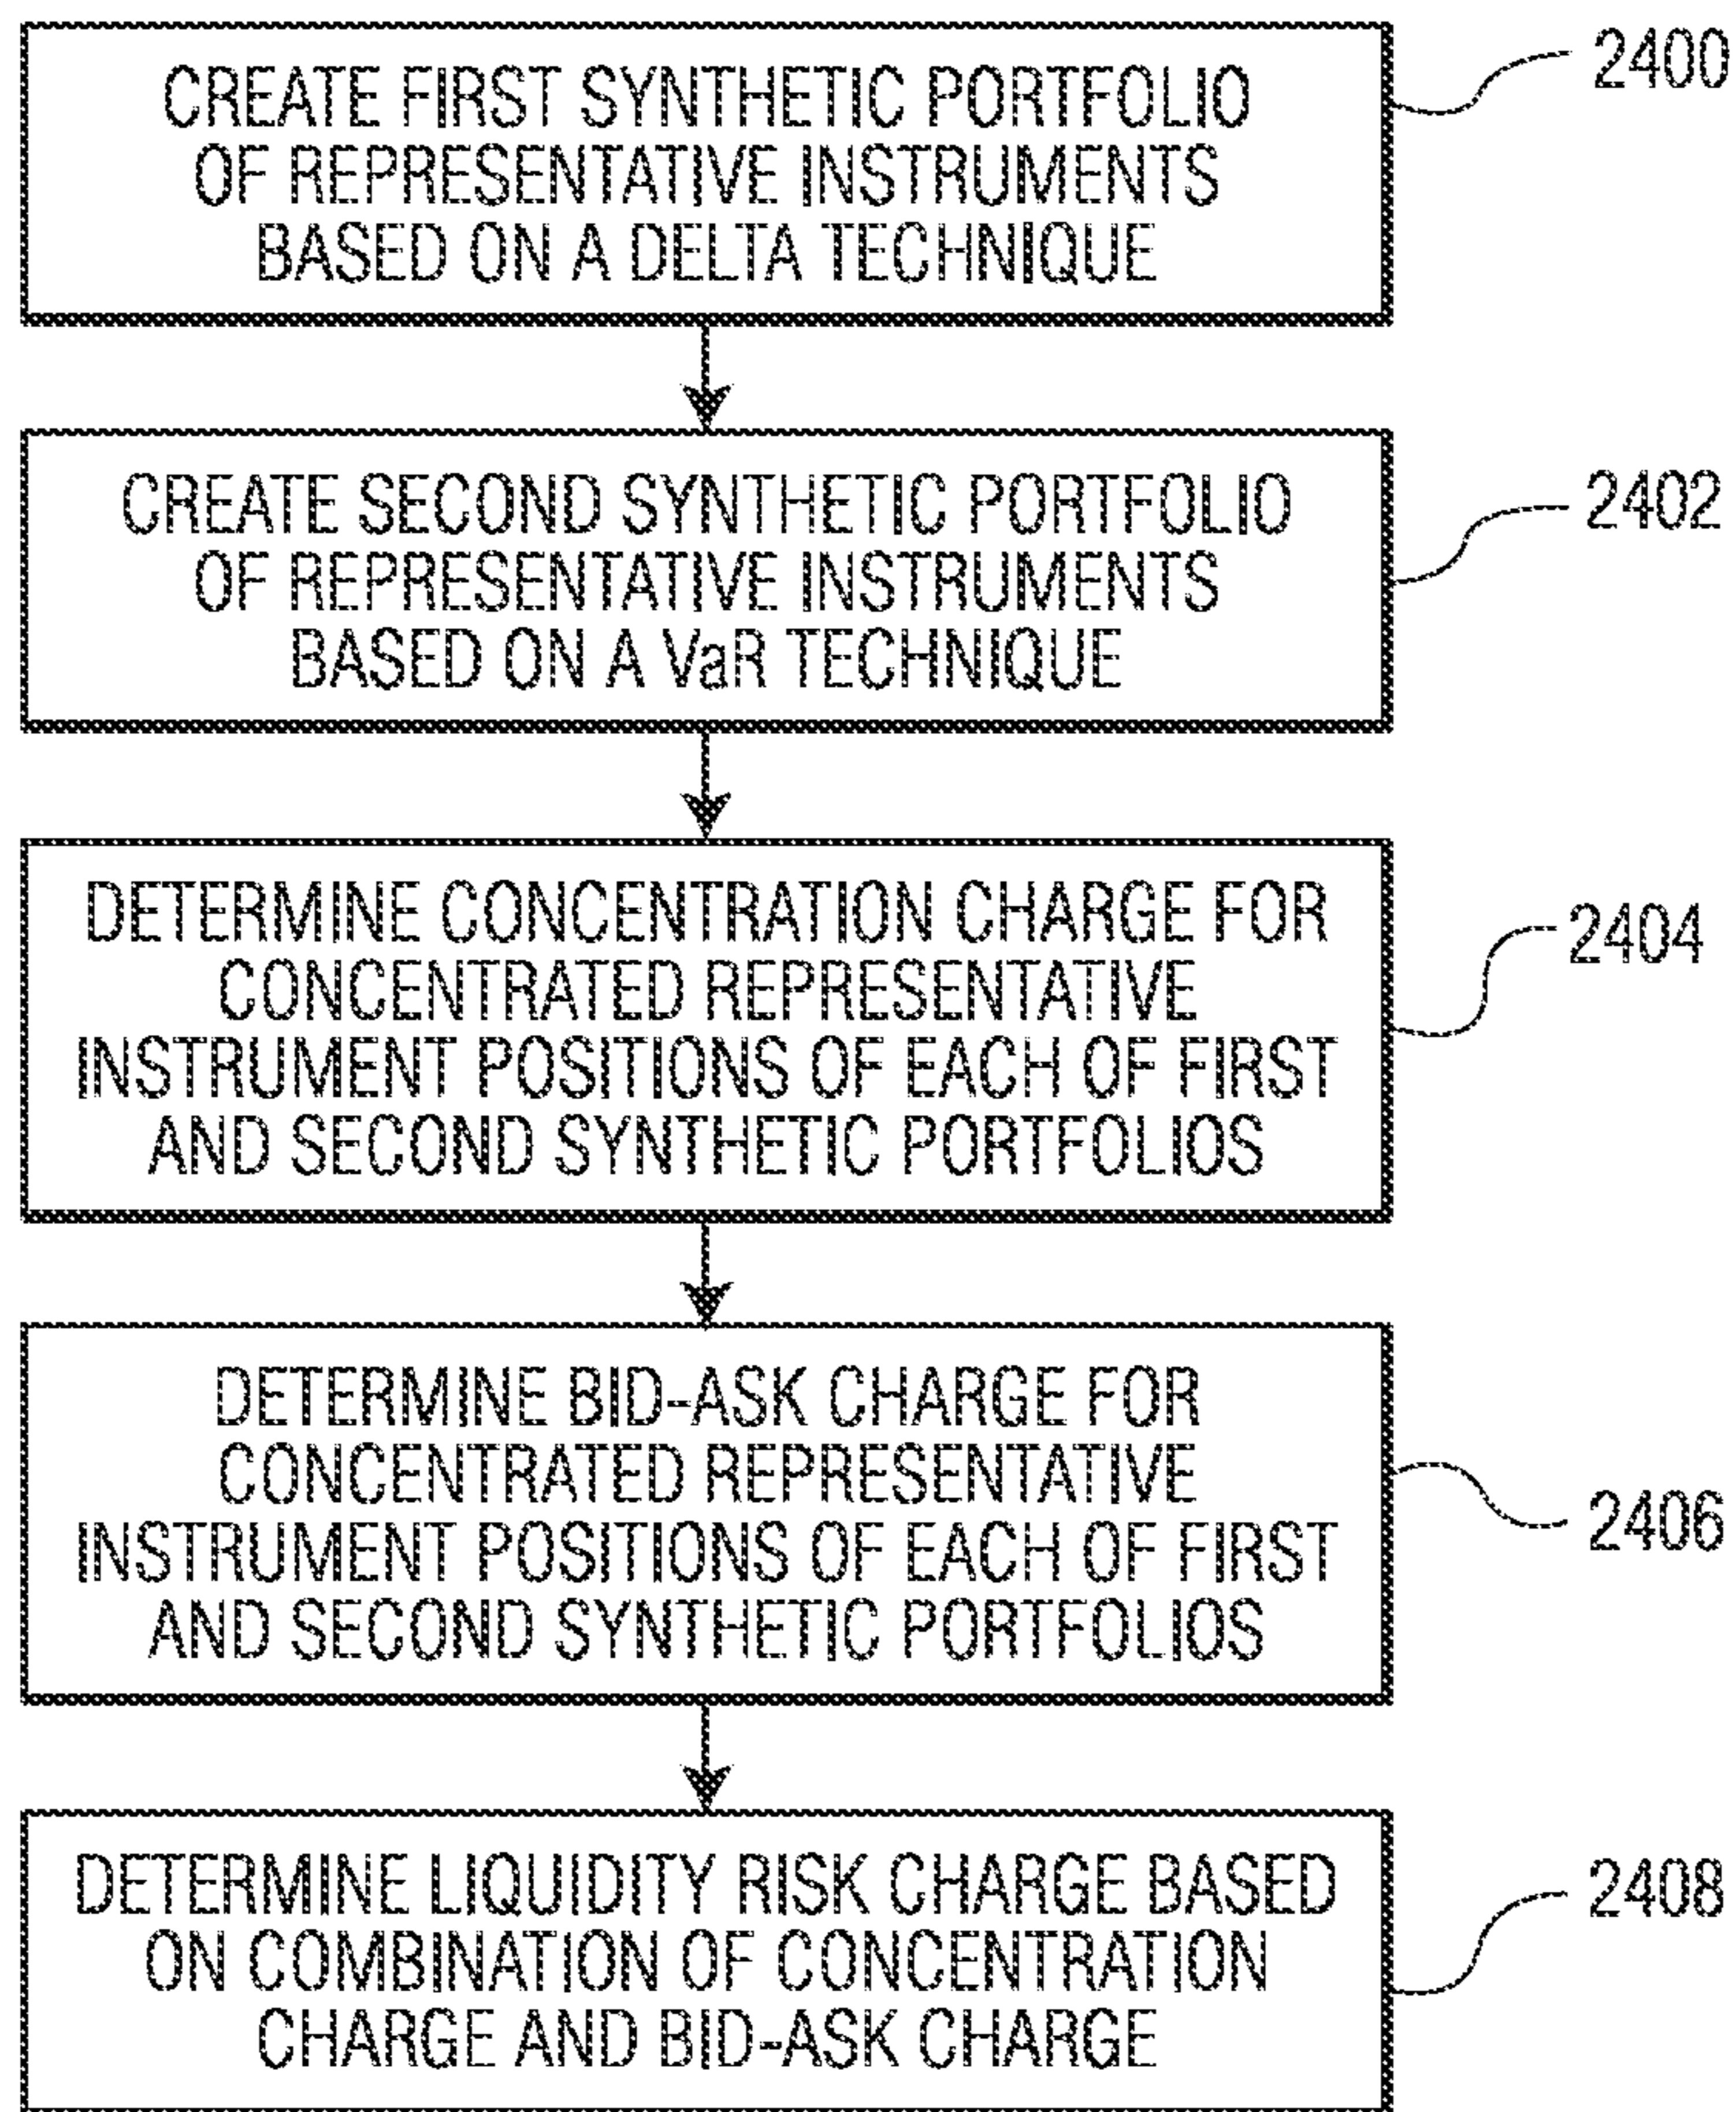 CREATE FIRST SYNTHETIC PORTFOLIO
OF REPRESENTATIVE INSTRUMENTS
BASED ON A DELTA TECHNIQUE
2400
CREATE SECOND SYNTHETIC PORTFOLIO
OF REPRESENTATIVE INSTRUMENTS
BASED ON A VaR TECHNIQUE
2402
DETERMINE CONCENTRATION CHARGE FOR
CONCENTRATED REPRESENTATIVE
INSTRUMENT POSITIONS OF EACH OF FIRST
AND SECOND SYNTHETIC PORTFOLIOS
2404
DETERMINE BID-ASK CHARGE FOR
CONCENTRATED REPRESENTATIVE
INSTRUMENT POSITIONS OF EACH OF FIRST
AND SECOND SYNTHETIC PORTFOLIOS
2406
DETERMINE LIQUIDITY RISK CHARGE BASED
ON COMBINATION OF CONCENTRATION
CHARGE AND BID-ASK CHARGE
2408